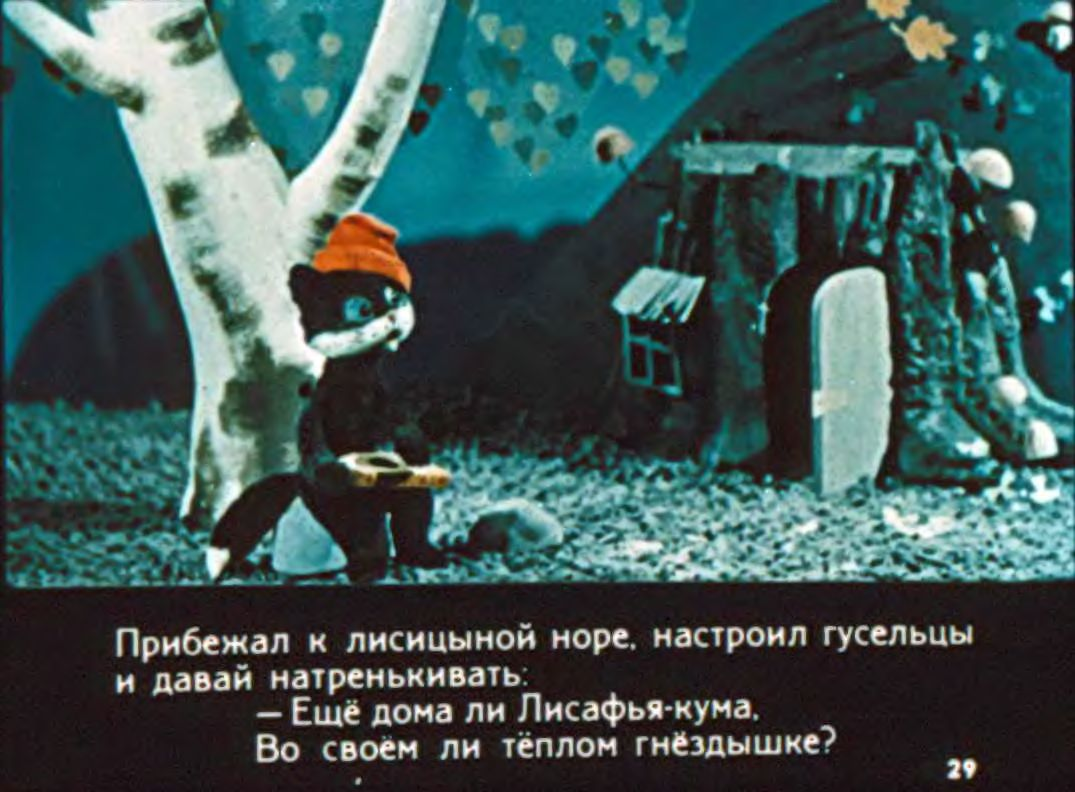 Прибежал к лисицыной норе, настроил гусельцы
и давай натренькивать:
— Ещё дома ли Лисафья-кума,
Во своём ли тёплом гнёздышке?
29